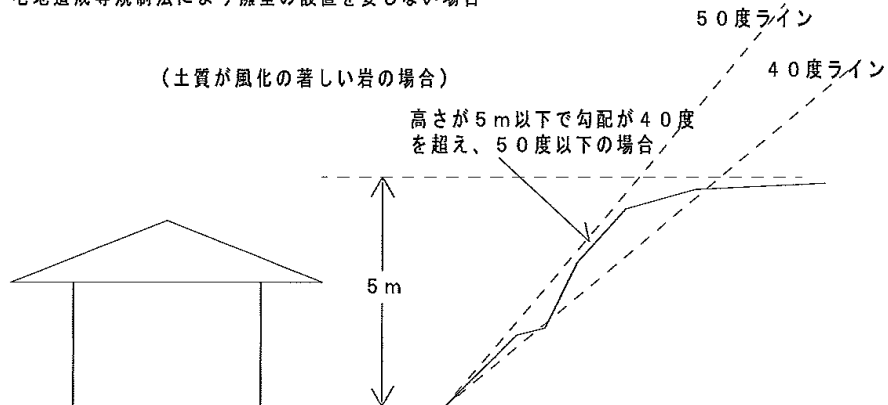 宅地造成等規制法により擁壁の設置を要しない場合
50度ライン
(土質が風化の著しい岩の場合)
40度ライン
高さが5m以下で勾配が40度
を超え、50度以下の場合
5m